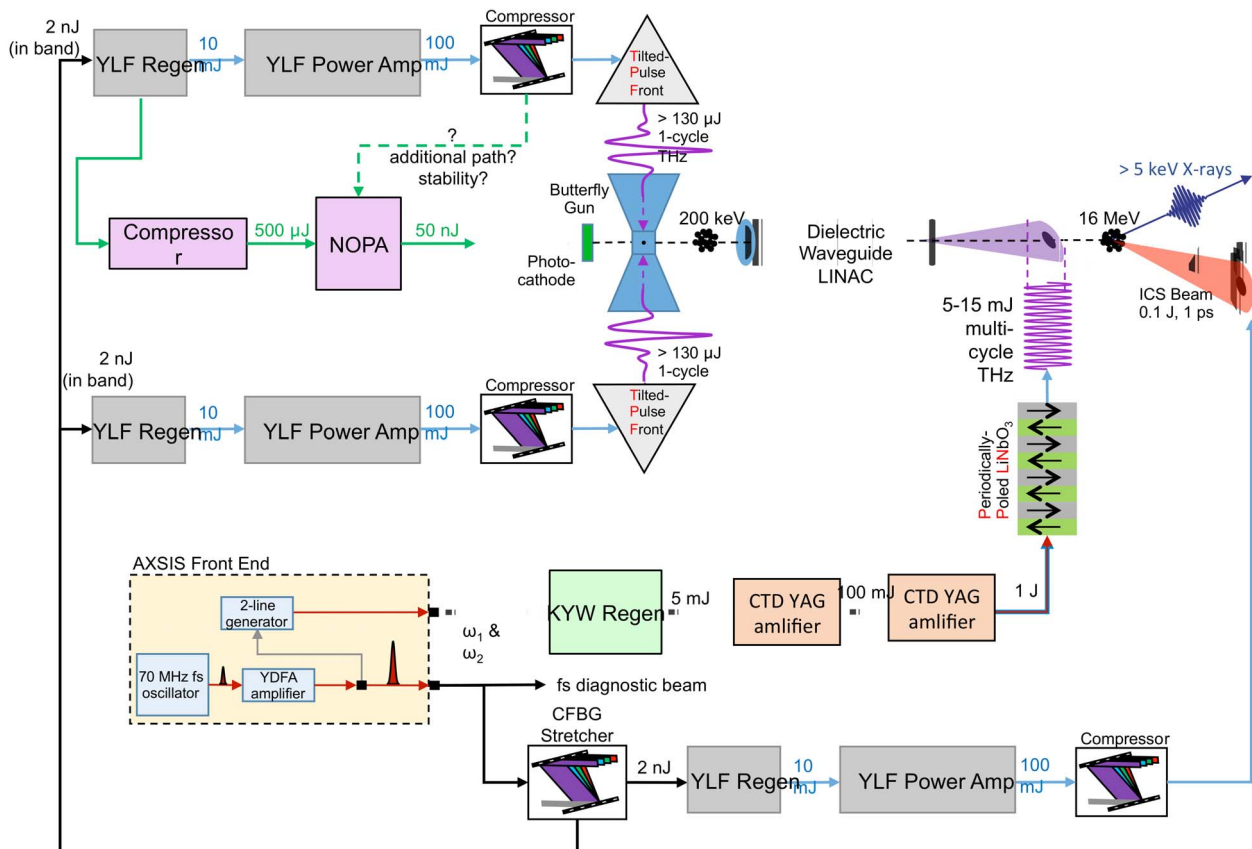 2 nJ
(in band)
YLF Regen
10
mJ
YLF Power Amp
100
mJ
Compressor
Tilted-
Pulse
Front
> 130 µJ
1-cycle
THz
?
additional path?
stability?
Compresso
r
500 µJ
NOPA
50 nJ
Butterfly
Gun
Photo-
cathode
200 keV
Dielectric
Waveguide
LINAC
16 MeV
> 5 keV X-rays
ICS Beam
0.1 J, 1 ps
5-15 mJ
multi-
cycle
THz
2 nJ
(in band)
YLF Regen
10
mJ
YLF Power Amp
100
mJ
Compressor
> 130 µJ
1-cycle
Tilted-
Pulse
Front
Periodically-
Poled LiNbO3
AXSIS Front End
2-line
generator
70 MHz fs
oscillator
YDFA
amplifier
ω1 &
ω2
KYW Regen
5 mJ
CTD YAG
amlifier
100 mJ
CTD YAG
amlifier
1 J
fs diagnostic beam
CFBG
Stretcher
2 nJ
YLF Regen
10
mJ
YLF Power Amp
100
mJ
Compressor